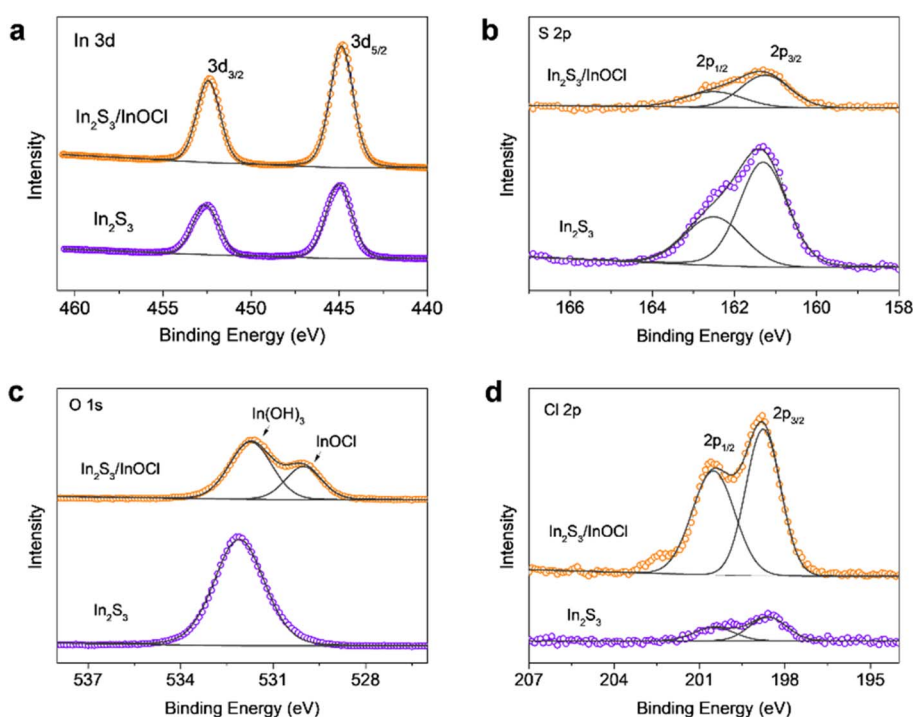 a
In 3d
3d₃/₂
3d₅/₂
In₂S₃/InOCl
In₂S₃
Intensity
460 455 450 445 440
Binding Energy (eV)
b
S 2p
2p₁/₂
2p₃/₂
In₂S₃/InOCl
In₂S₃
Intensity
166 164 162 160 158
Binding Energy (eV)
c
O 1s
In(OH)₃
InOCl
In₂S₃/InOCl
In₂S₃
Intensity
537 534 531 528
Binding Energy (eV)
d
Cl 2p
2p₁/₂
2p₃/₂
In₂S₃/InOCl
In₂S₃
Intensity
207 204 201 198 195
Binding Energy (eV)